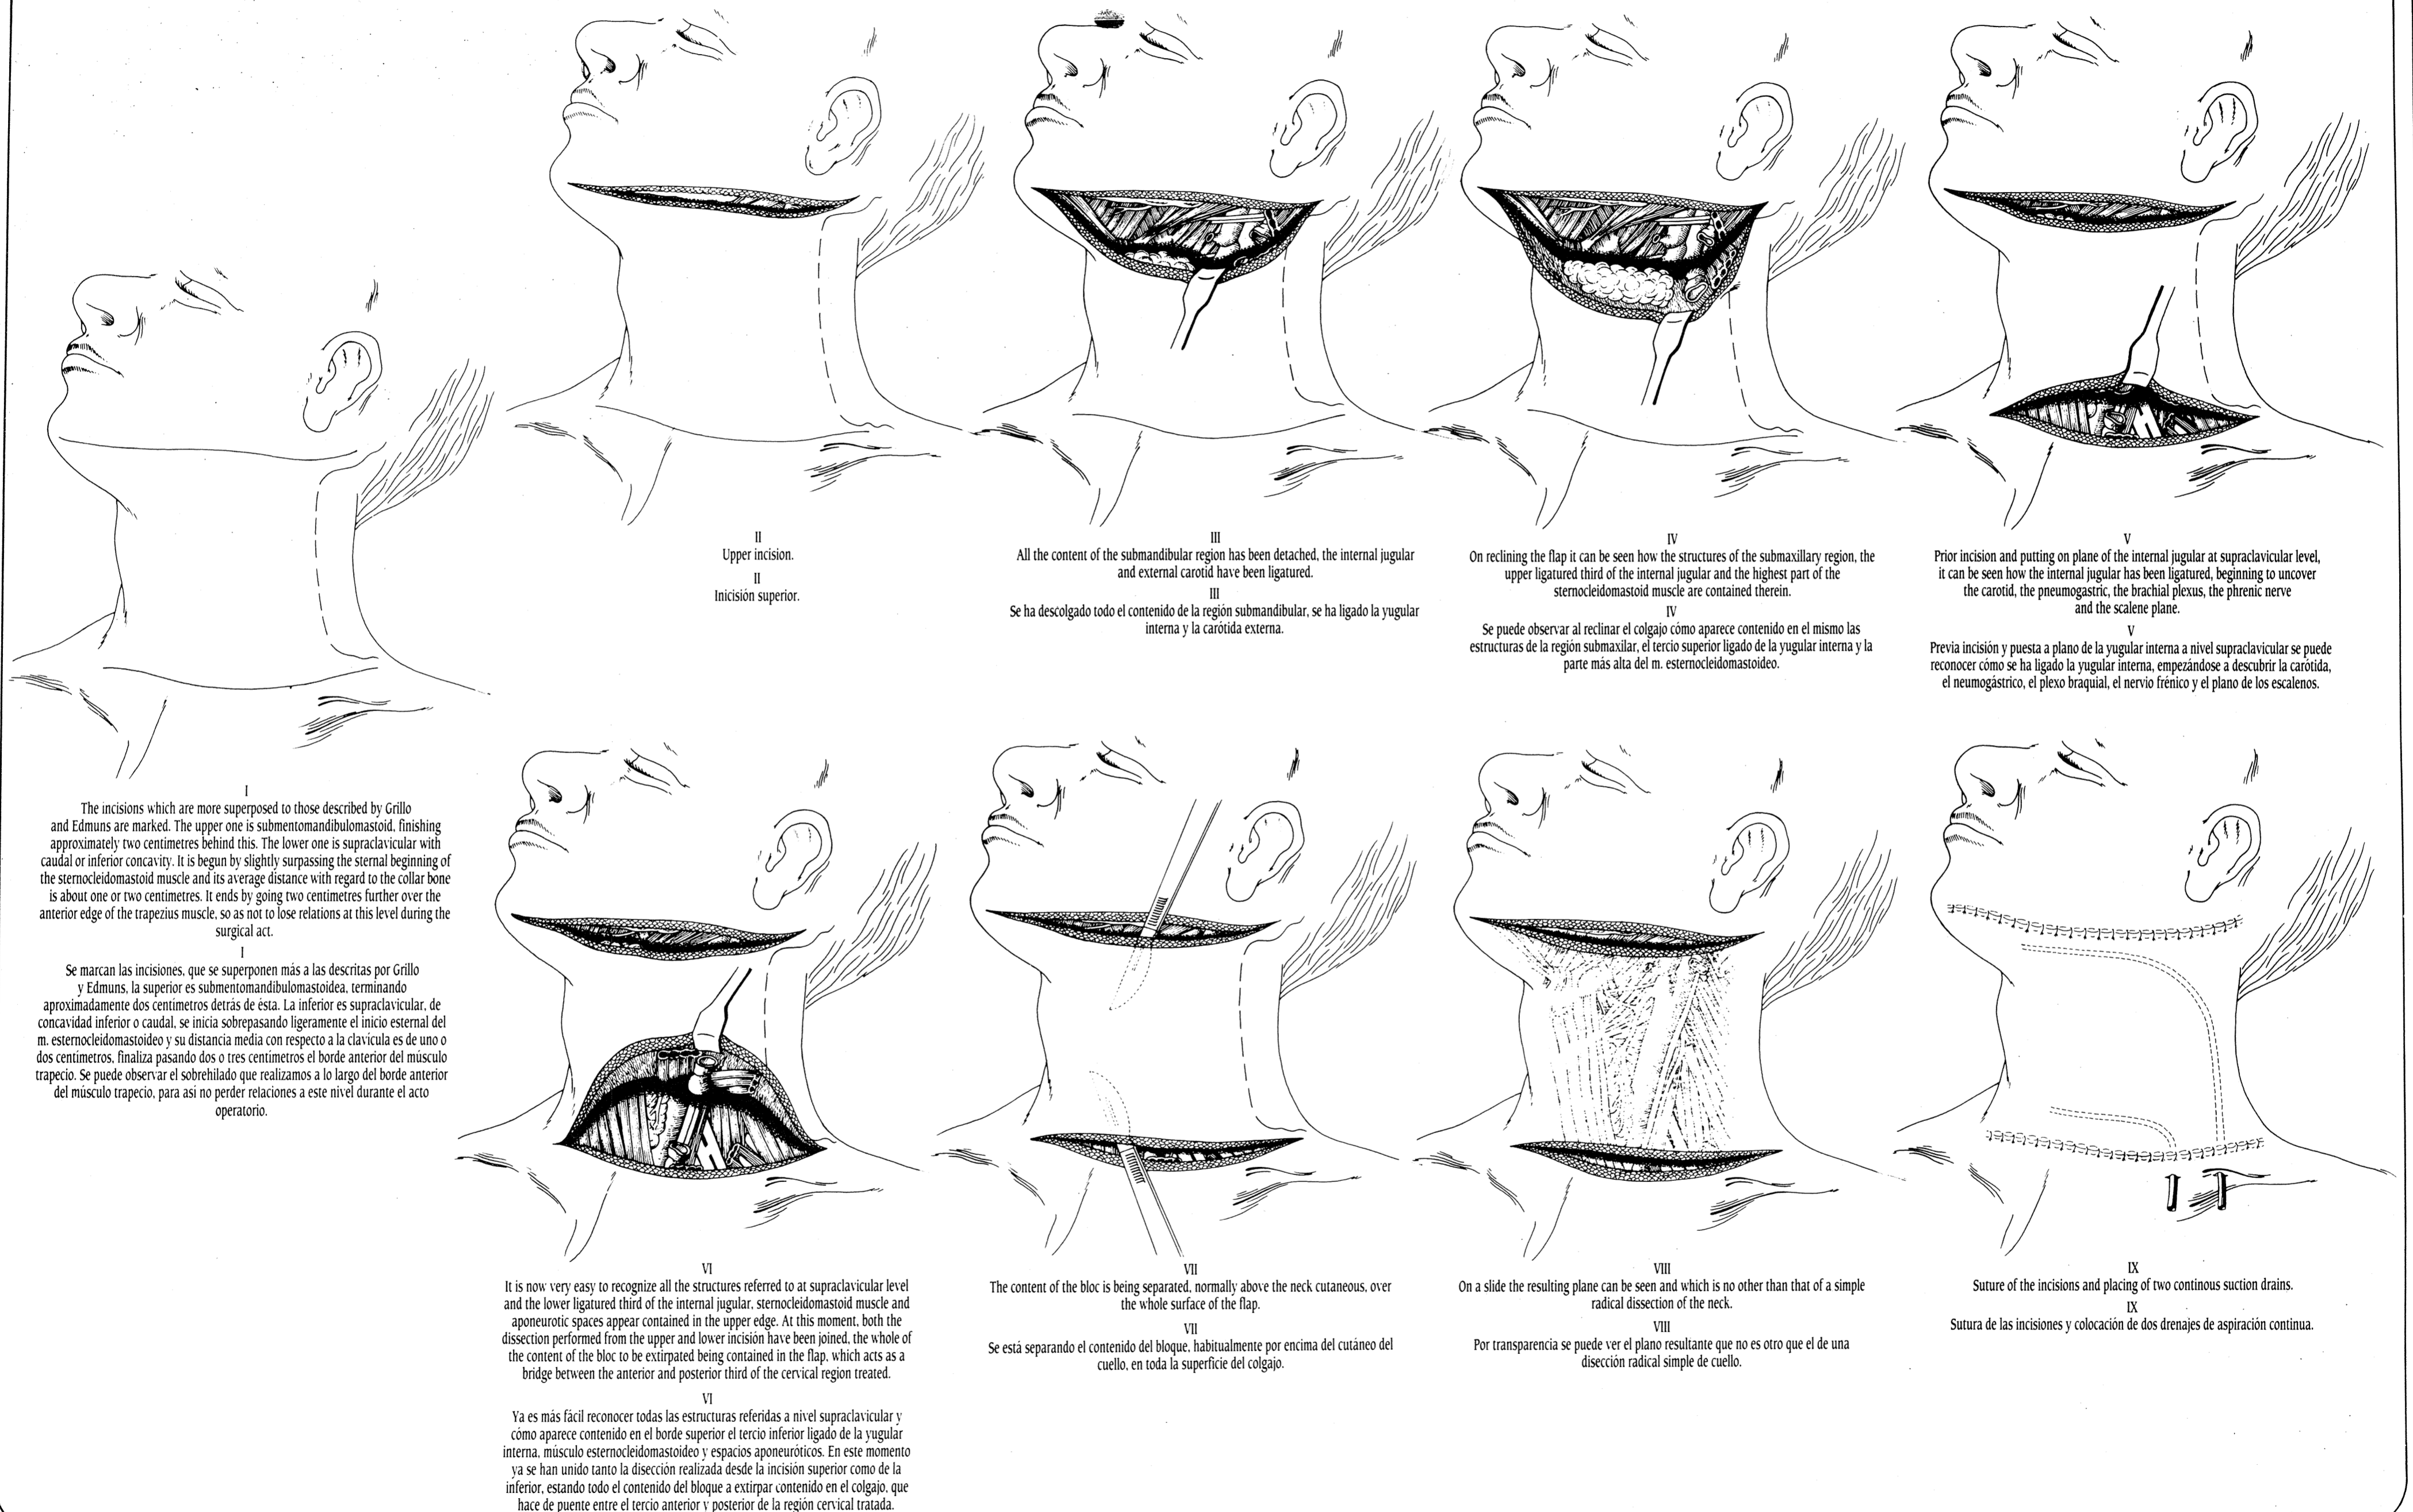 I
The incisions which are more superposed to those described by Grillo
and Edmuns are marked. The upper one is submentomandibulomastoid, finishing
approximately two centimetres behind this. The lower one is supraclavicular with
caudal or inferior concavity. It is begun by slightly surpassing the sternal beginning of
the sternocleidomastoid muscle and its average distance with regard to the collar bone
is about one or two centimetres. It ends by going two centimetres further over the
anterior edge of the trapezius muscle, so as not to lose relations at this level during the
surgical act.
I
Se marcan las incisiones, que se superponen más a las descritas por Grillo
y Edmuns, la superior es submentomandibulomastoidea, terminando
aproximadamente dos centímetros detrás de ésta. La inferior es supraclavicular, de
concavidad inferior o caudal, se inicia sobrepasando ligeramente el inicio esternal del
m. esternocleidomastoideo y su distancia media con respecto a la clavícula es de uno o
dos centímetros, finaliza pasando dos o tres centímetros el borde anterior del músculo
trapecio. Se puede observar el sobrehilado que realizamos a lo largo del borde anterior
del músculo trapecio, para así no perder relaciones a este nivel durante el acto
operatorio.
II
Upper incision.
II
Inicisión superior.
III
All the content of the submandibular region has been detached, the internal jugular
and external carotid have been ligatured.
III
Se ha descolgado todo el contenido de la región submandibular, se ha ligado la yugular
interna y la carótida externa.
IV
On reclining the flap it can be seen how the structures of the submaxillary region, the
upper ligatured third of the internal jugular and the highest part of the
sternocleidomastoid muscle are contained therein.
IV
Se puede observar al reclinar el colgajo cómo aparece contenido en el mismo las
estructuras de la región submaxilar, el tercio superior ligado de la yugular interna y la
parte más alta del m. esternocleidomastoideo.
V
Prior incision and putting on plane of the internal jugular at supraclavicular level,
it can be seen how the internal jugular has been ligatured, beginning to uncover
the carotid, the pneumogastric, the brachial plexus, the phrenic nerve
and the scalene plane.
V
Previa incisión y puesta a plano de la yugular interna a nivel supraclavicular se puede
reconocer cómo se ha ligado la yugular interna, empezándose a descubrir la carótida,
el neumogástrico, el plexo braquial, el nervio frénico y el plano de los escalenos.
VI
It is now very easy to recognize all the structures referred to at supraclavicular level
and the lower ligatured third of the internal jugular, sternocleidomastoid muscle and
aponeurotic spaces appear contained in the upper edge. At this moment, both the
dissection performed from the upper and lower incisión have been joined, the whole of
the content of the bloc to be extirpated being contained in the flap, which acts as a
bridge between the anterior and posterior third of the cervical region treated.
VI
Ya es más fácil reconocer todas las estructuras referidas a nivel supraclavicular y
cómo aparece contenido en el borde superior el tercio inferior ligado de la yugular
interna, músculo esternocleidomastoideo y espacios aponeuróticos. En este momento
ya se han unido tanto la disección realizada desde la incisión superior como de la
inferior, estando todo el contenido del bloque a extirpar contenido en el colgajo, que
hace de puente entre el tercio anterior y posterior de la región cervical tratada.
VII
The content of the bloc is being separated, normally above the neck cutaneous, over
the whole surface of the flap.
VII
Se está separando el contenido del bloque, habitualmente por encima del cutáneo del
cuello, en toda la superficie del colgajo.
VIII
On a slide the resulting plane can be seen and which is no other than that of a simple
radical dissection of the neck.
VIII
Por transparencia se puede ver el plano resultante que no es otro que el de una
disección radical simple de cuello.
IX
Suture of the incisions and placing of two continous suction drains.
IX
Sutura de las incisiones y colocación de dos drenajes de aspiración continua.